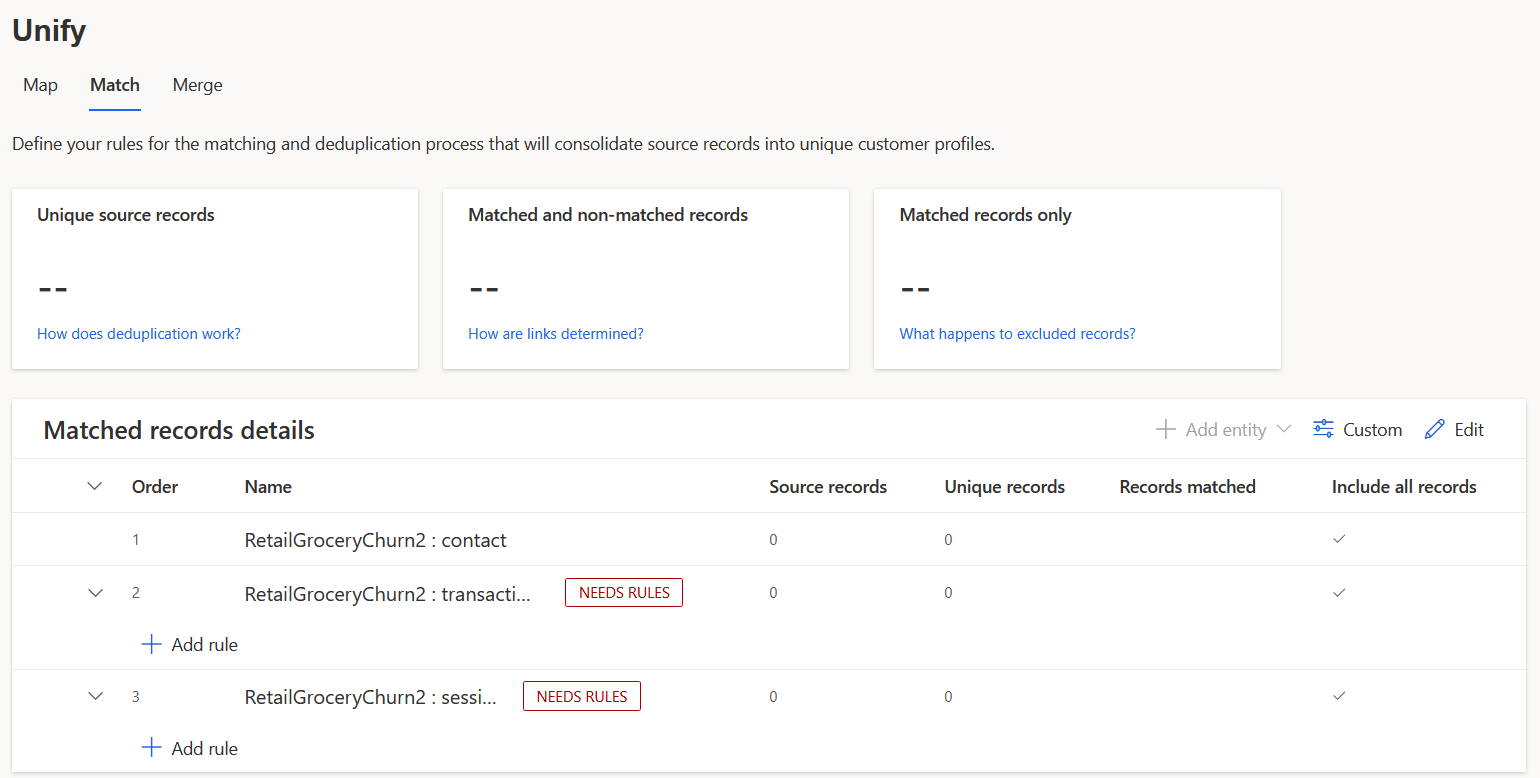 Unify
Map Match Merge
Define your rules for the matching and deduplication process that will consolidate source records into unique customer profiles.
Unique source records
--
How does deduplication work?
Matched and non-matched records
--
How are links determined?
Matched records only
--
What happens to excluded records?
Matched records details
Add entity Custom Edit
Order Name Source records Unique records Records matched Include all records
1 RetailGroceryChurn2 : contact 0 0
2 RetailGroceryChurn2 : transacti... NEEDS RULES 0 0
Add rule
3 RetailGroceryChurn2 : sessi... NEEDS RULES 0 0
Add rule